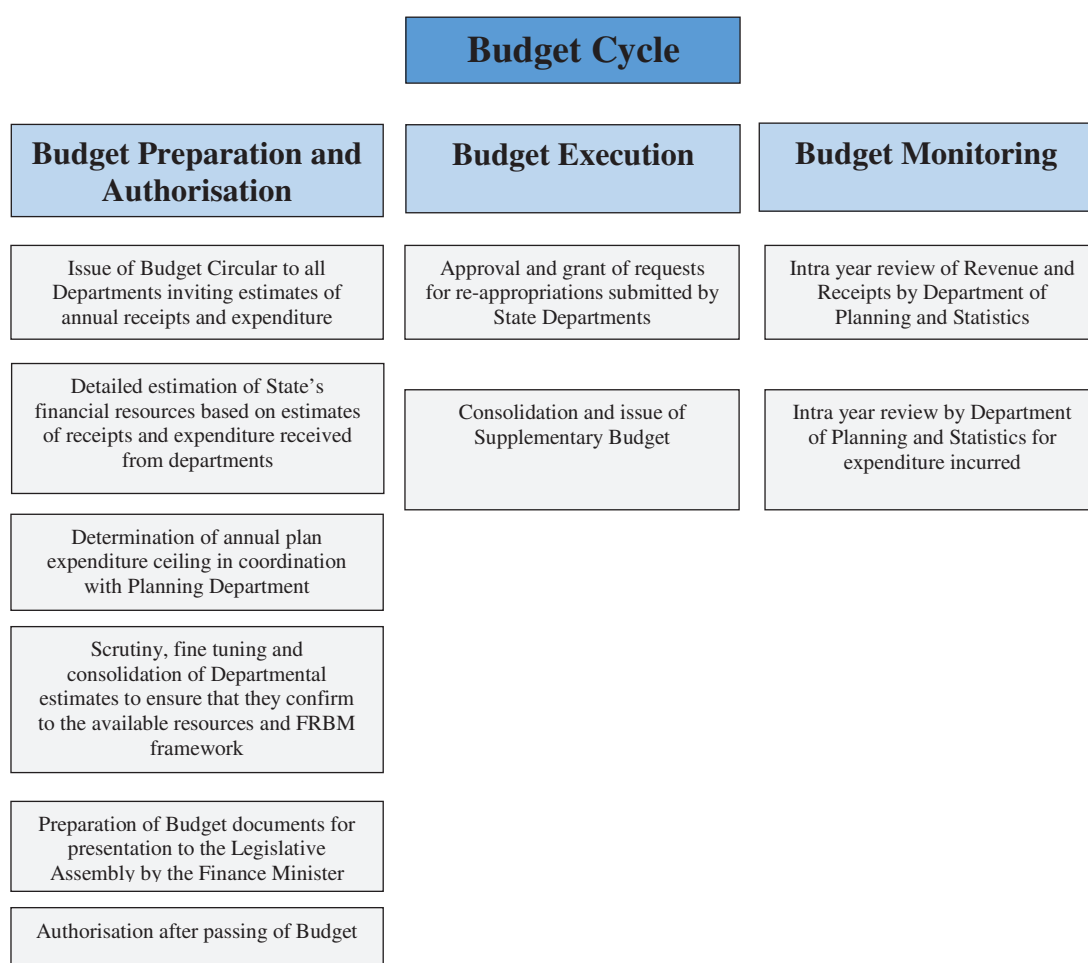 Budget Cycle
Budget Preparation and
Authorisation
Issue of Budget Circular to all
Departments inviting estimates of
annual receipts and expenditure
Detailed estimation of State's
financial resources based on estimates
of receipts and expenditure received
from departments
Determination of annual plan
expenditure ceiling in coordination
with Planning Department
Scrutiny, fine tuning and
consolidation of Departmental
estimates to ensure that they confirm
to the available resources and FRBM
framework
Preparation of Budget documents for
presentation to the Legislative
Assembly by the Finance Minister
Authorisation after passing of Budget
Budget Execution
Approval and grant of requests
for re-appropriations submitted by
State Departments
Consolidation and issue of
Supplementary Budget
Budget Monitoring
Intra year review of Revenue and
Receipts by Department of
Planning and Statistics
Intra year review by Department
of Planning and Statistics for
expenditure incurred